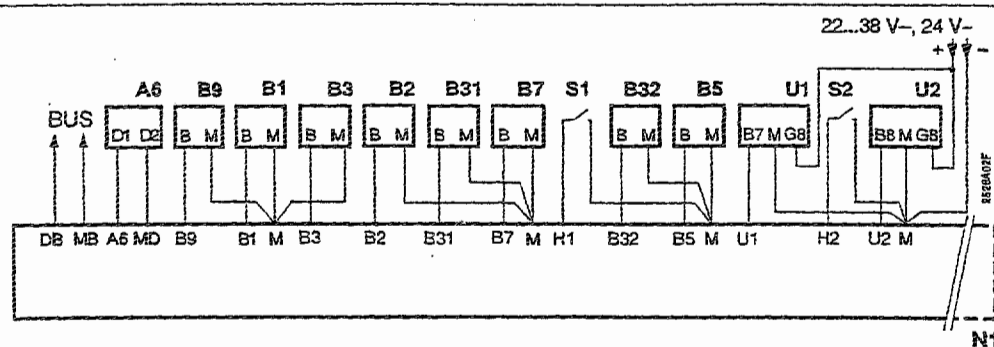 22...38 V–, 24 V~
+ –
A6 B9 B1 B3 B2 B31 B7 S1 B32 B5 U1 S2 U2
BUS
D1 D2 B M B M B M B M B M B M B M B M B7 M G8 B8 M G8
2528A02F
DB MB A6 MD B9 B1 M B3 B2 B31 B7 M H1 B32 B5 M U1 H2 U2 M
N1